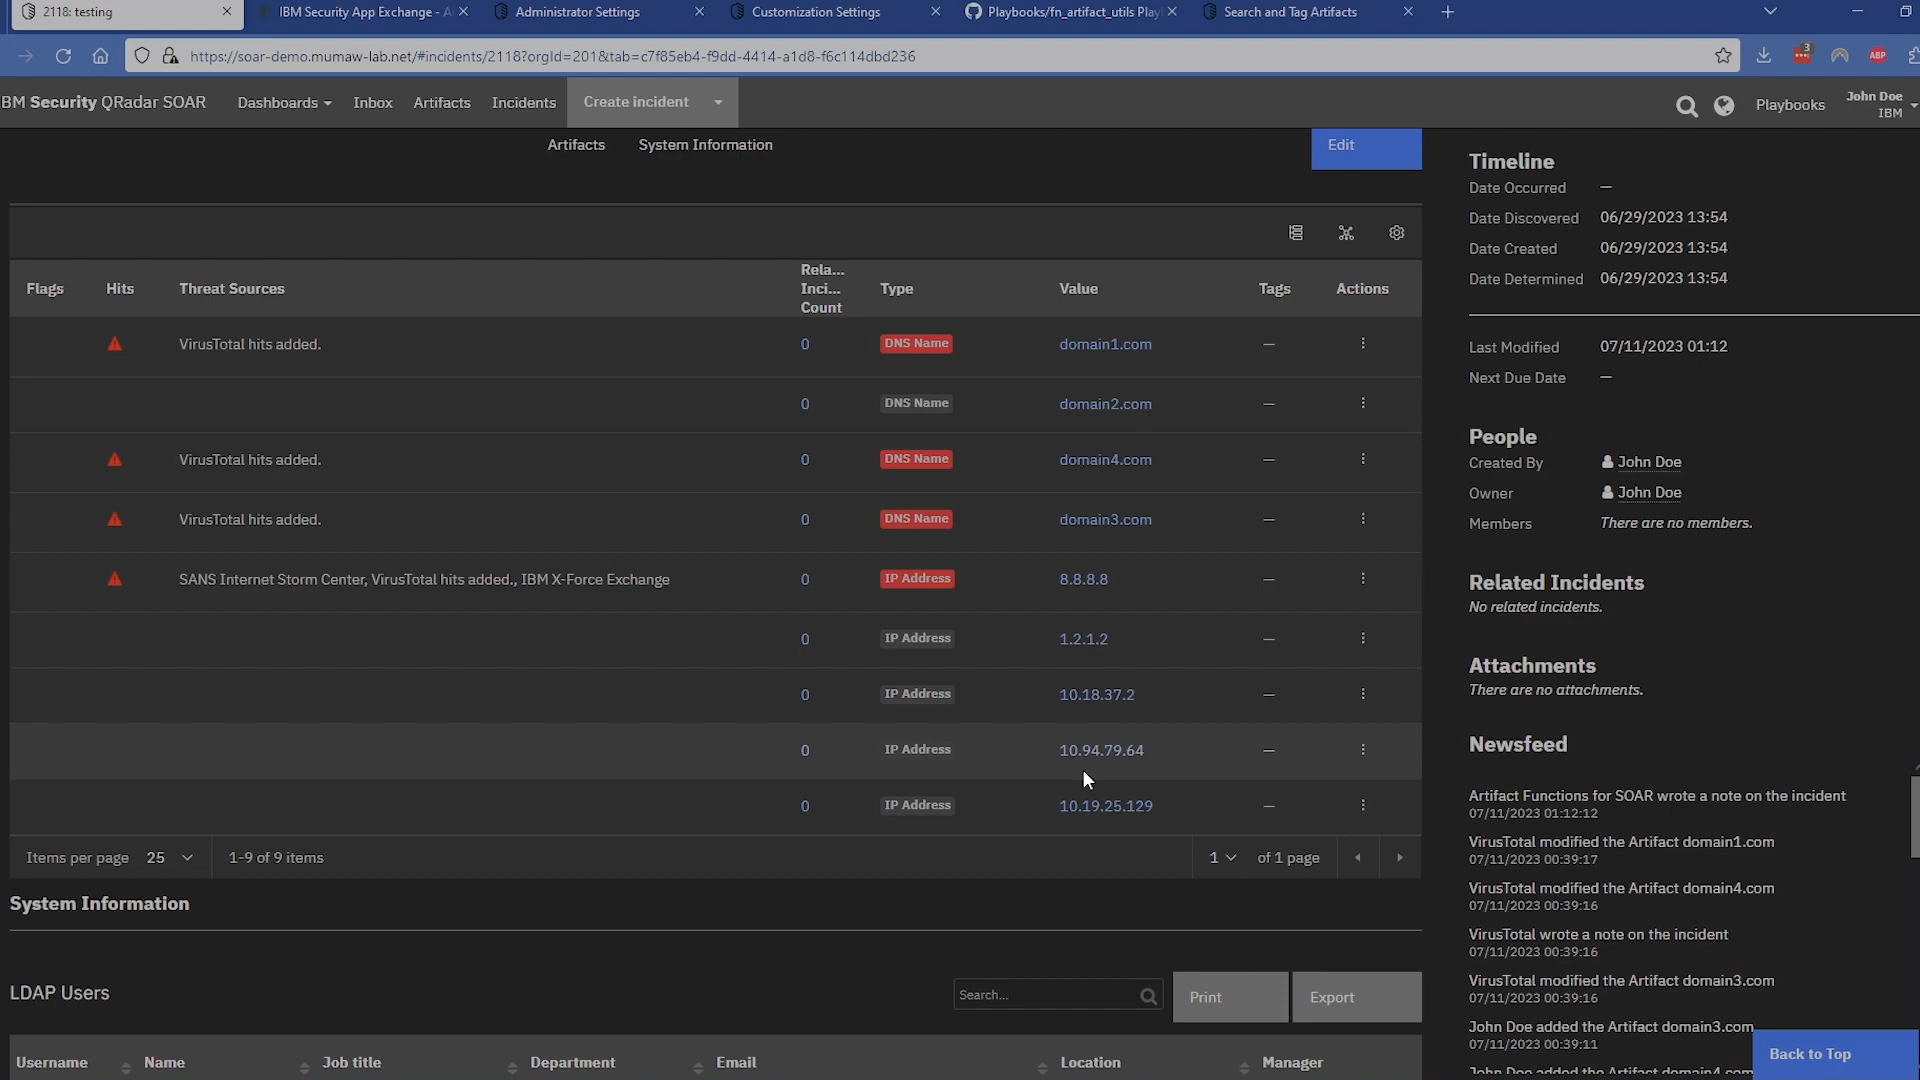 2118: testing
IBM Security App Exchange - A
Administrator Settings
Customization Settings
Playbooks/fn_artifact_utils Play
Search and Tag Artifacts
https://soar-demo.mumaw-lab.net/#incidents/2118?orgId=201&tab=c7f85eb4-f9dd-4414-a1d8-f6c114dbd236
3
ABP
BM Security QRadar SOAR
Dashboards
Inbox
Artifacts
Incidents
Create incident
Playbooks
John Doe
IBM
Artifacts
System Information
Edit
Flags Hits Threat Sources Rela... Inci... Count Type Value Tags Actions
VirusTotal hits added. 0 DNS Name domain1.com —
0 DNS Name domain2.com —
VirusTotal hits added. 0 DNS Name domain4.com —
VirusTotal hits added. 0 DNS Name domain3.com —
SANS Internet Storm Center, VirusTotal hits added., IBM X-Force Exchange 0 IP Address 8.8.8.8 —
0 IP Address 1.2.1.2 —
0 IP Address 10.18.37.2 —
0 IP Address 10.94.79.64 —
0 IP Address 10.19.25.129 —
Items per page 25 1-9 of 9 items 1 of 1 page
System Information
LDAP Users
Search...
Print
Export
Username Name Job title Department Email Location Manager
Timeline
Date Occurred —
Date Discovered 06/29/2023 13:54
Date Created 06/29/2023 13:54
Date Determined 06/29/2023 13:54
Last Modified 07/11/2023 01:12
Next Due Date —
People
Created By John Doe
Owner John Doe
Members There are no members.
Related Incidents
No related incidents.
Attachments
There are no attachments.
Newsfeed
Artifact Functions for SOAR wrote a note on the incident
07/11/2023 01:12:12
VirusTotal modified the Artifact domain1.com
07/11/2023 00:39:17
VirusTotal modified the Artifact domain4.com
07/11/2023 00:39:16
VirusTotal wrote a note on the incident
07/11/2023 00:39:16
VirusTotal modified the Artifact domain3.com
07/11/2023 00:39:16
John Doe added the Artifact domain3.com
07/11/2023 00:39:11
John Doe added the Artifact domain4.com
Back to Top